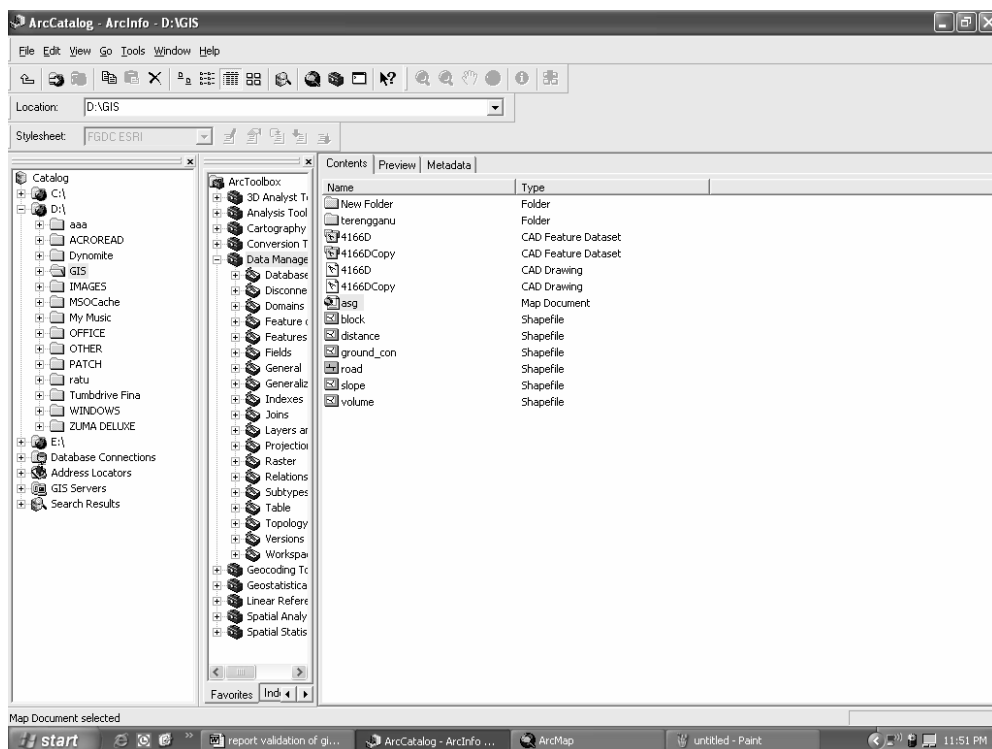 ArcCatalog - ArcInfo - D:\GIS
File Edit View Go Tools Window Help
Location: D:\GIS
Stylesheet: FGDC ESRI
Catalog
C:\
D:\
aaa
ACROREAD
Dynomite
GIS
IMAGES
MSOCache
My Music
OFFICE
OTHER
PATCH
ratu
Tumbdrive Fina
WINDOWS
ZUMA DELUXE
E:\
Database Connections
Address Locators
GIS Servers
Search Results
ArcToolbox
3D Analyst T
Analysis Tool
Cartography
Conversion T
Data Manage
Database
Disconne
Domains
Feature c
Features
Fields
General
Generaliz
Indexes
Joins
Layers ar
Projection
Raster
Relations
Subtypes
Table
Topology
Versions
Workspa
Geocoding To
Geostatistica
Linear Refere
Spatial Analy
Spatial Statis
Favorites Ind
Contents Preview Metadata
Name Type
New Folder Folder
terengganu Folder
4166D CAD Feature Dataset
4166DCopy CAD Feature Dataset
4166D CAD Drawing
4166DCopy CAD Drawing
asg Map Document
block Shapefile
distance Shapefile
ground_con Shapefile
road Shapefile
slope Shapefile
volume Shapefile
Map Document selected
start report validation of gi... ArcCatalog - ArcInfo ... ArcMap untitled - Paint 11:51 PM